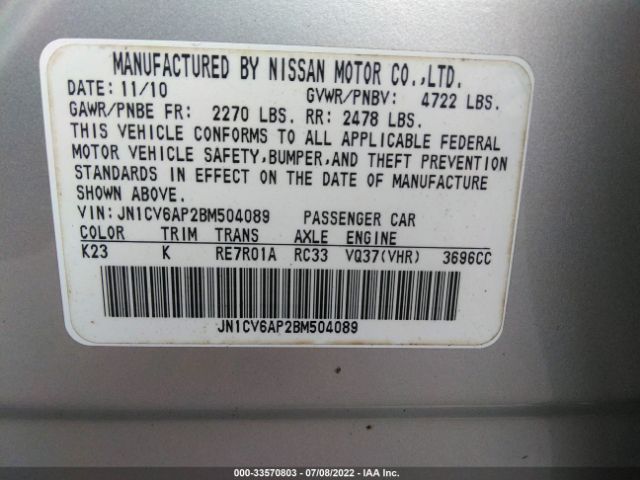 MANUFACTURED BY NISSAN MOTOR CO.,LTD.
DATE: 11/10 GVWR/PNBV: 4722 LBS.
GAWR/PNBE FR: 2270 LBS. RR: 2478 LBS.
THIS VEHICLE CONFORMS TO ALL APPLICABLE FEDERAL
MOTOR VEHICLE SAFETY,BUMPER,AND THEFT PREVENTION
STANDARDS IN EFFECT ON THE DATE OF MANUFACTURE
SHOWN ABOVE.
VIN:JN1CV6AP2BM504089 PASSENGER CAR
COLOR TRIM TRANS AXLE ENGINE
K23 K RE7R01A RC33 VQ37(VHR) 3696CC
JN1CV6AP2BM504089
000-33570803 - 07/08/2022 - IAA Inc.